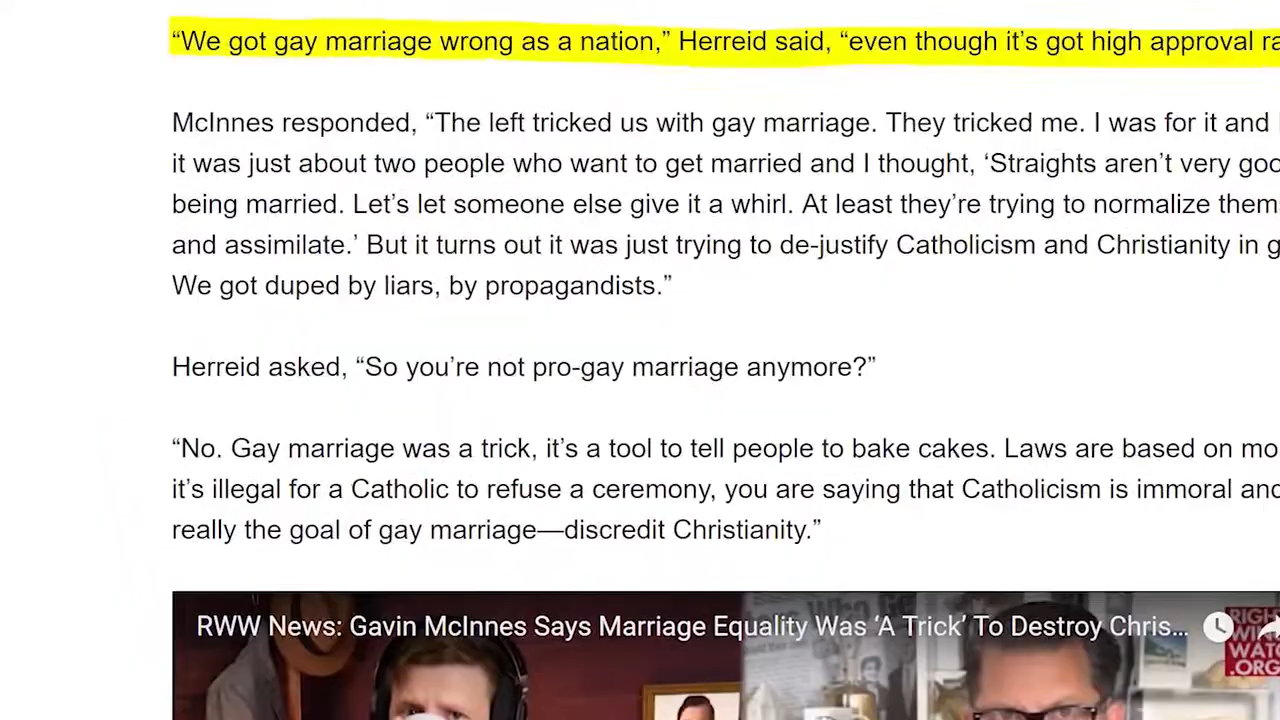 “We got gay marriage wrong as a nation,” Herreid said, “even though it’s got high approval
McInnes responded, “The left tricked us with gay marriage. They tricked me. I was for it and
it was just about two people who want to get married and I thought, ‘Straights aren’t very
being married. Let’s let someone else give it a whirl. At least they’re trying to normalize
and assimilate.’ But it turns out it was just trying to de-justify Catholicism and Christianity in
We got duped by liars, by propagandists.”
Herreid asked, “So you’re not pro-gay marriage anymore?”
“No. Gay marriage was a trick, it’s a tool to tell people to bake cakes. Laws are based on
it’s illegal for a Catholic to refuse a ceremony, you are saying that Catholicism is immoral
really the goal of gay marriage—discredit Christianity.”
RWW News: Gavin McInnes Says Marriage Equality Was ‘A Trick’ To Destroy Chris...
RIGHT
WING
WATC
.ORG